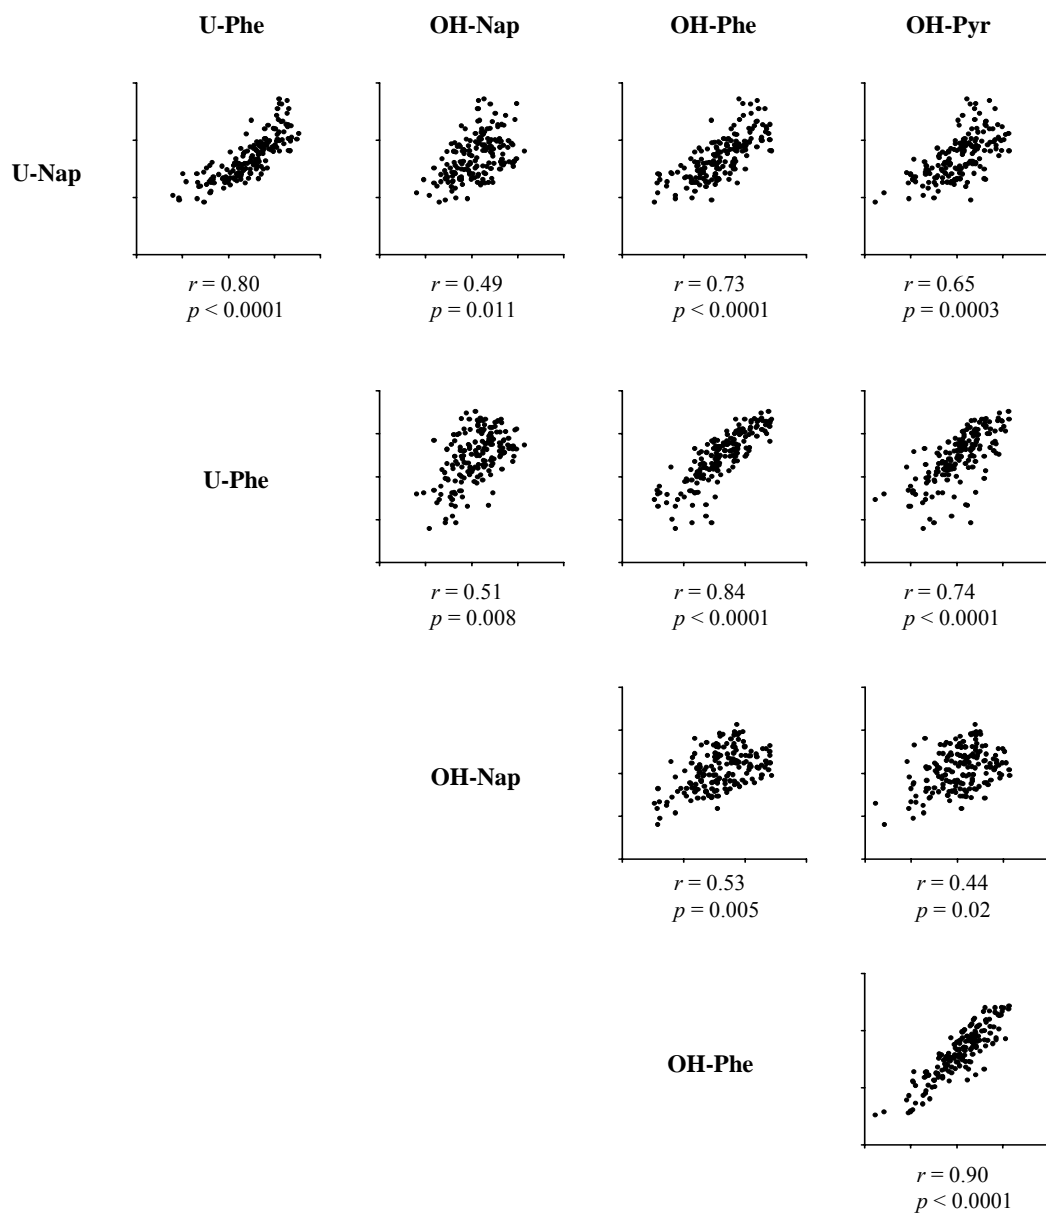 U-Phe OH-Nap OH-Phe OH-Pyr
U-Nap
r = 0.80 r = 0.49 r = 0.73 r = 0.65
p < 0.0001 p = 0.011 p < 0.0001 p = 0.0003
U-Phe
r = 0.51 r = 0.84 r = 0.74
p = 0.008 p < 0.0001 p < 0.0001
OH-Nap
r = 0.53 r = 0.44
p = 0.005 p = 0.02
OH-Phe
r = 0.90
p < 0.0001